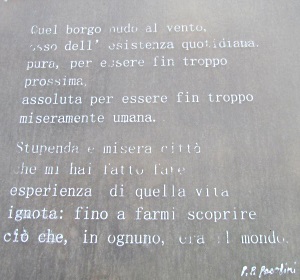 Quel borgo nudo al vento,
osso dell' esistenza quotidiana.
pura, per essere fin troppo
prossima,
assoluta per essere fin troppo
miseramente umana.
Stupenda e misera città
che mi hai fatto fare
esperienza di quella vita
ignota: fino a farmi scoprire
ciò che, in ognuno, era il mondo.
P.P. Pasolini